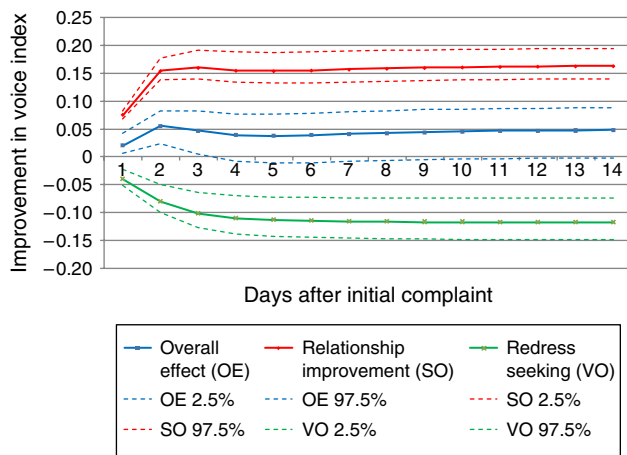 0.25
0.20
0.15
0.10
0.05
0
−0.05
−0.10
−0.15
−0.20
Improvement in voice index
1 2 3 4 5 6 7 8 9 10 11 12 13 14
Days after initial complaint
Overall effect (OE)
Relationship improvement (SO)
Redress seeking (VO)
OE 2.5% OE 97.5% SO 2.5%
SO 97.5% VO 2.5% VO 97.5%